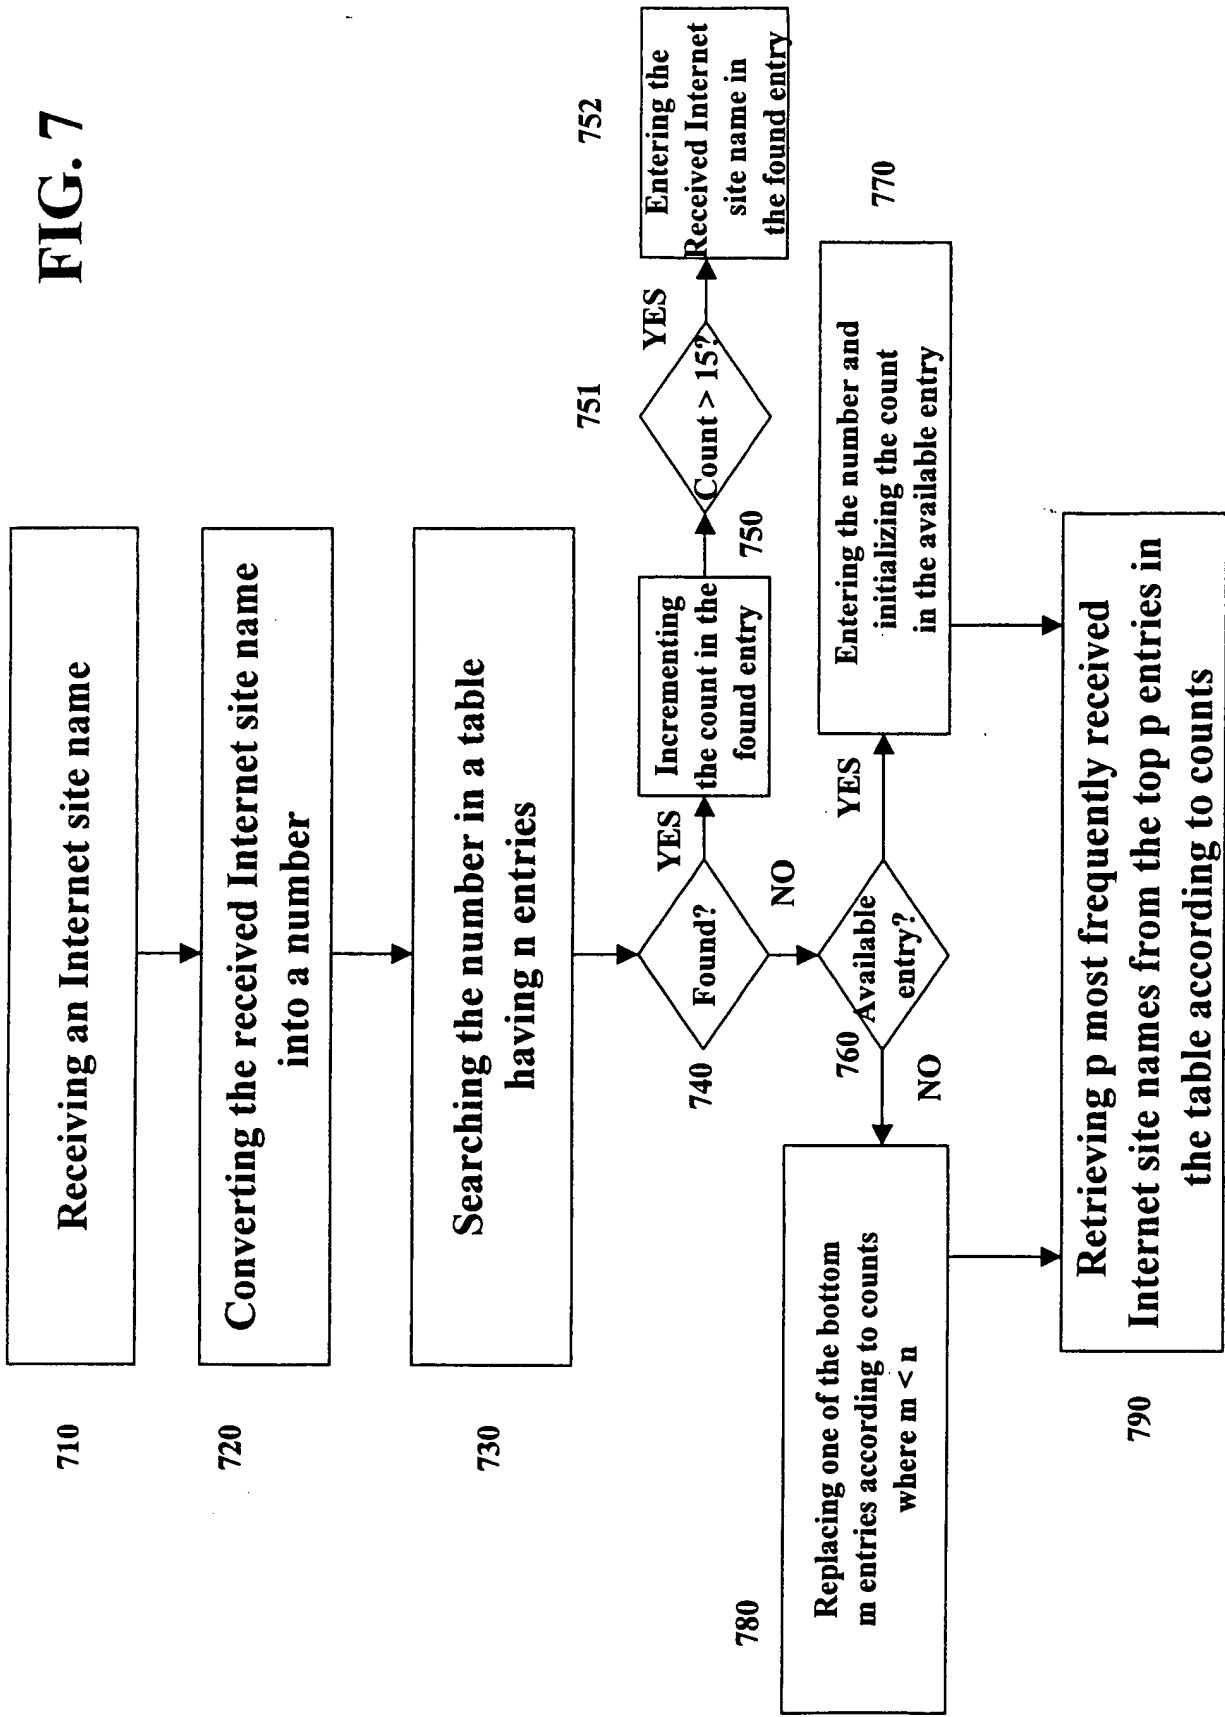 FIG. 7
710
Receiving an Internet site name
720
Converting the received Internet site name
into a number
730
Searching the number in a table
having n entries
740
Found?
YES
Incrementing
the count in the
found entry
750
751
Count > 15?
YES
752
Entering the
Received Internet
site name in
the found entry
NO
760
Available
entry?
YES
Entering the number and
initializing the count
in the available entry
770
NO
780
Replacing one of the bottom
m entries according to counts
where m < n
790
Retrieving p most frequently received
Internet site names from the top p entries in
the table according to counts